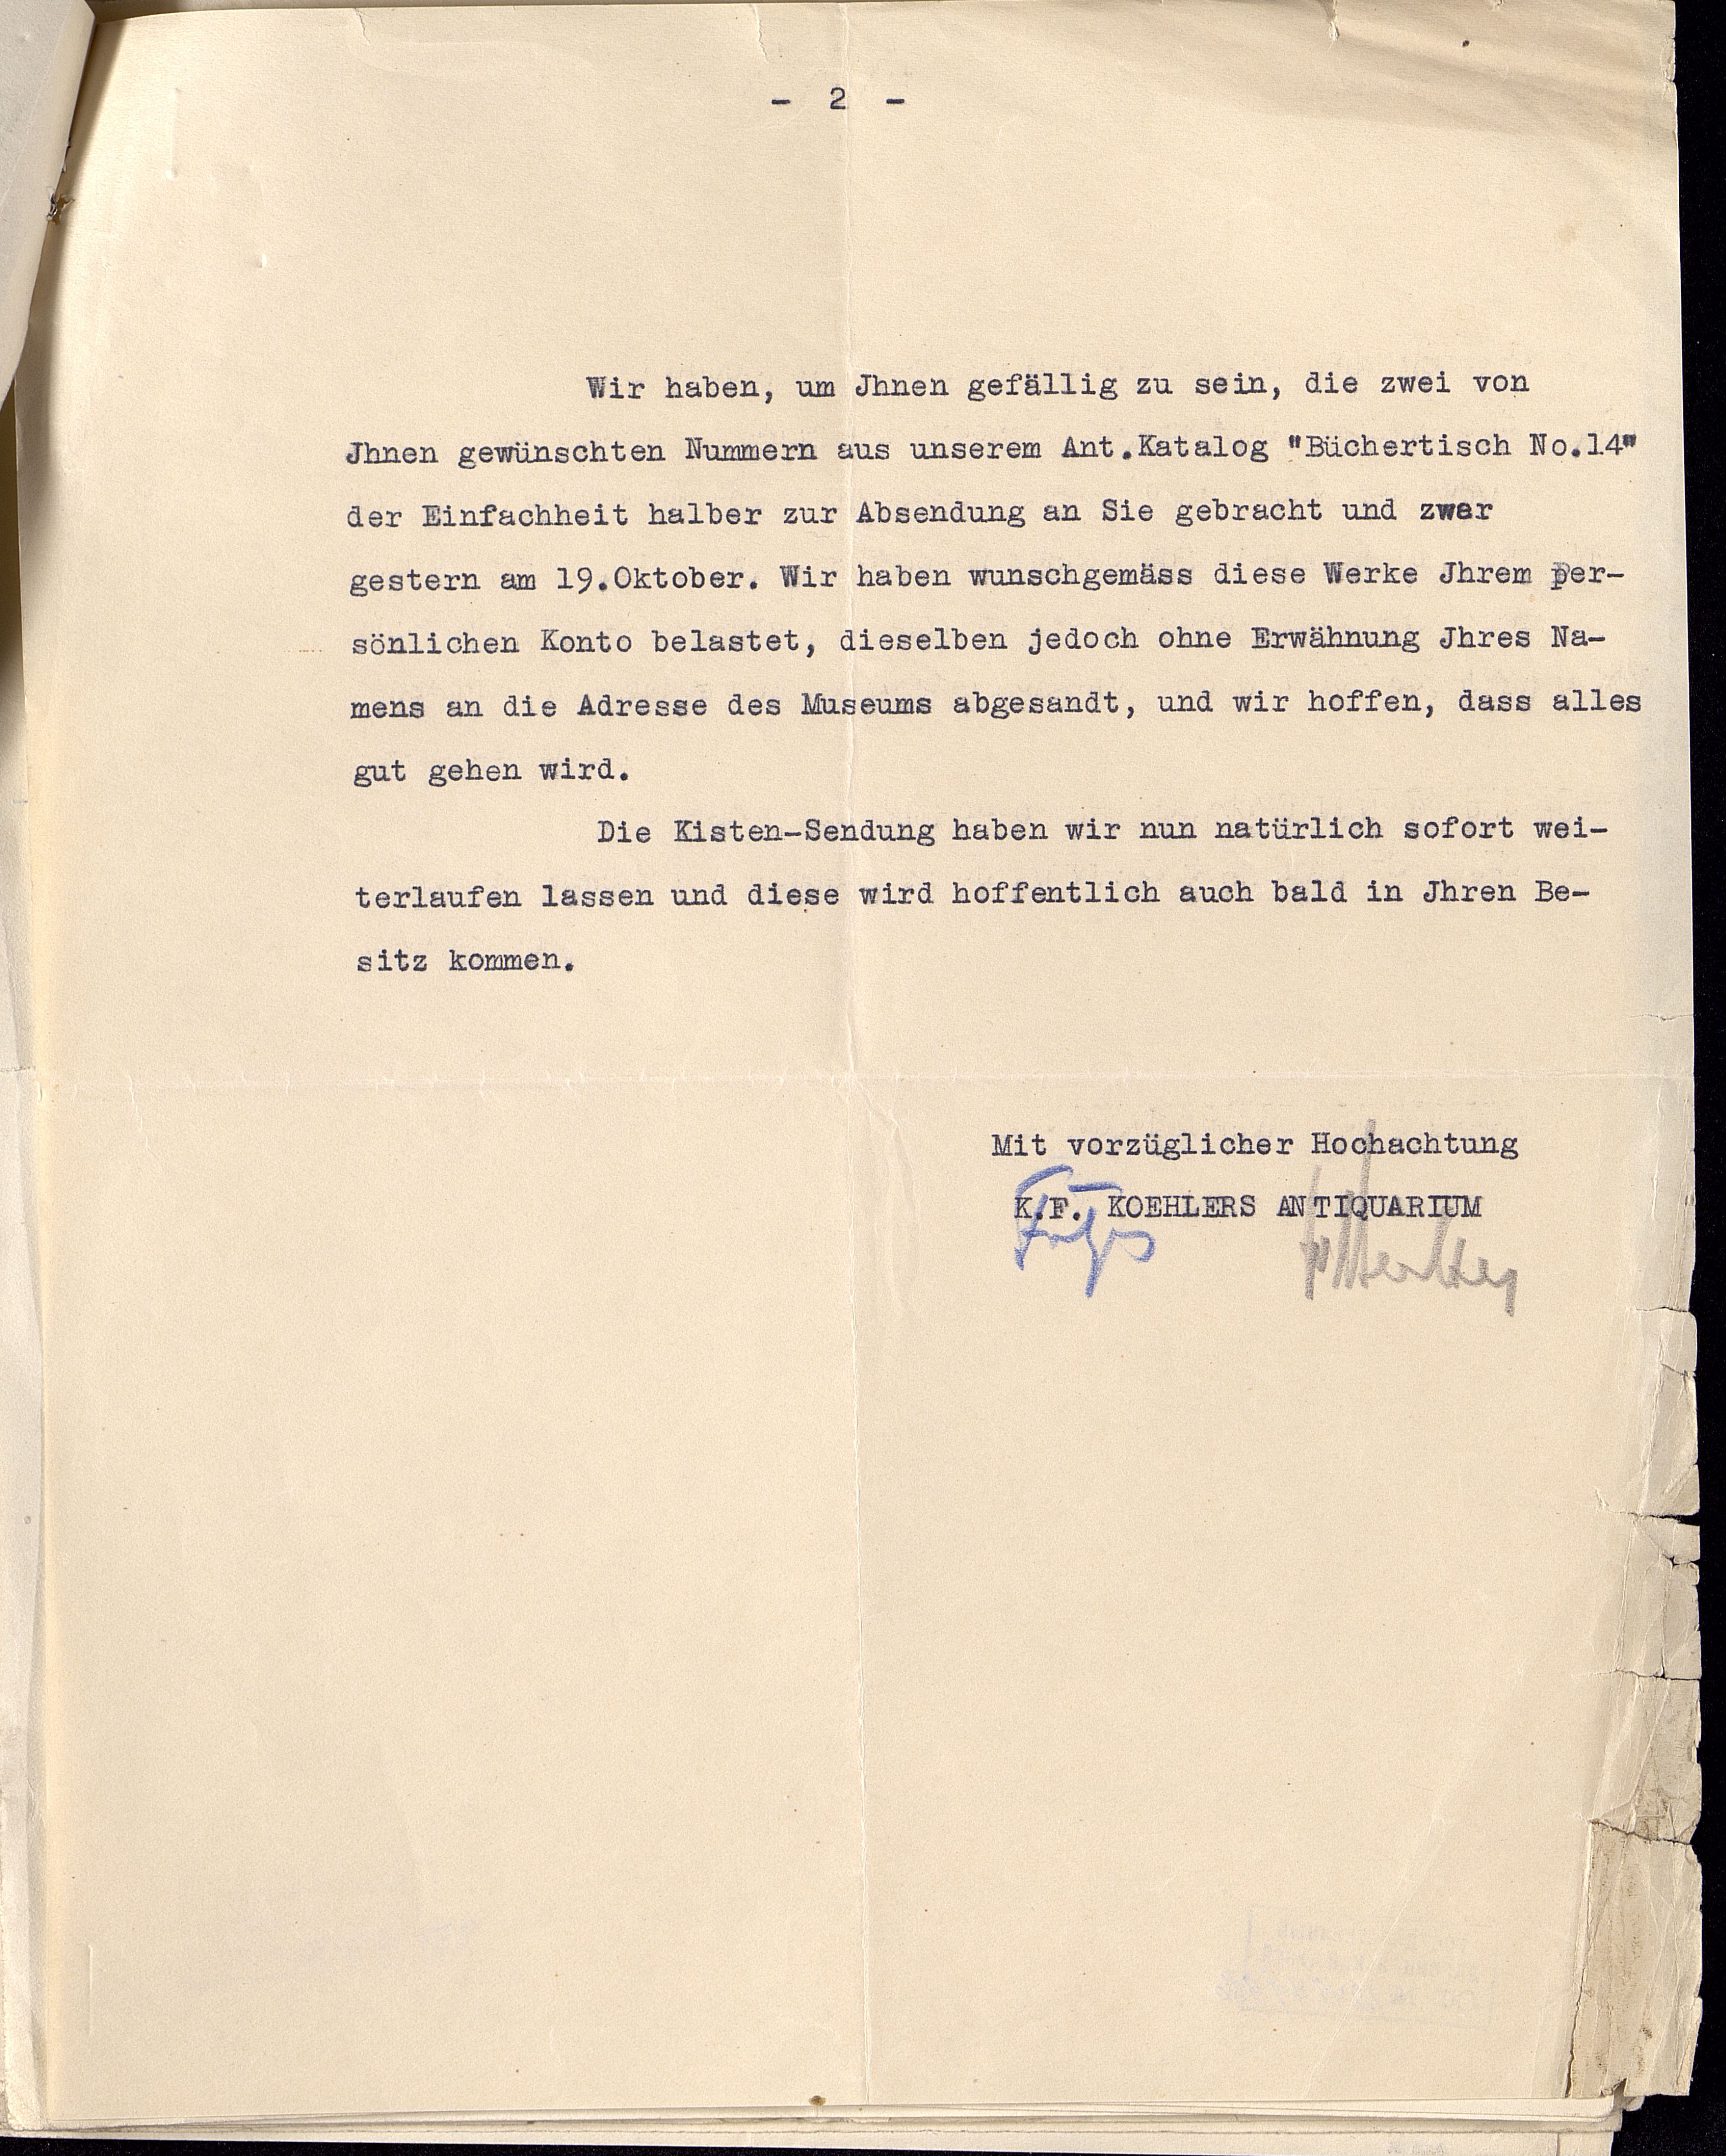 - 2 -
Wir haben, um Jhnen gefällig zu sein, die zwei von
Jhnen gewünschten Nummern aus unserem Ant.Katalog "Büchertisch No.14"
der Einfachheit halber zur Absendung an Sie gebracht und zwar
gestern am 19.Oktober. Wir haben wunschgemäss diese Werke Jhrem per-
sönlichen Konto belastet, dieselben jedoch ohne Erwähnung Jhres Na-
mens an die Adresse des Museums abgesandt, und wir hoffen, dass alles
gut gehen wird.
Die Kisten-Sendung haben wir nun natürlich sofort wei-
terlaufen lassen und diese wird hoffentlich auch bald in Jhren Be-
sitz kommen.
Mit vorzüglicher Hochachtung
K.F. KOEHLERS ANTIQUARIUM